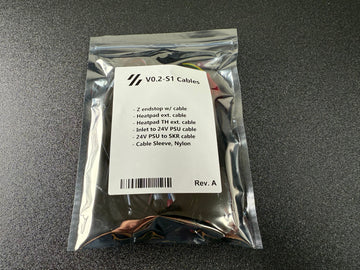 V0.2-S1 Cables
- Z endstop w/ cable
- Heatpad ext. cable
- Heatpad TH ext. cable
- Inlet to 24V PSU cable
- 24V PSU to SKR cable
- Cable Sleeve, Nylon
Rev. A